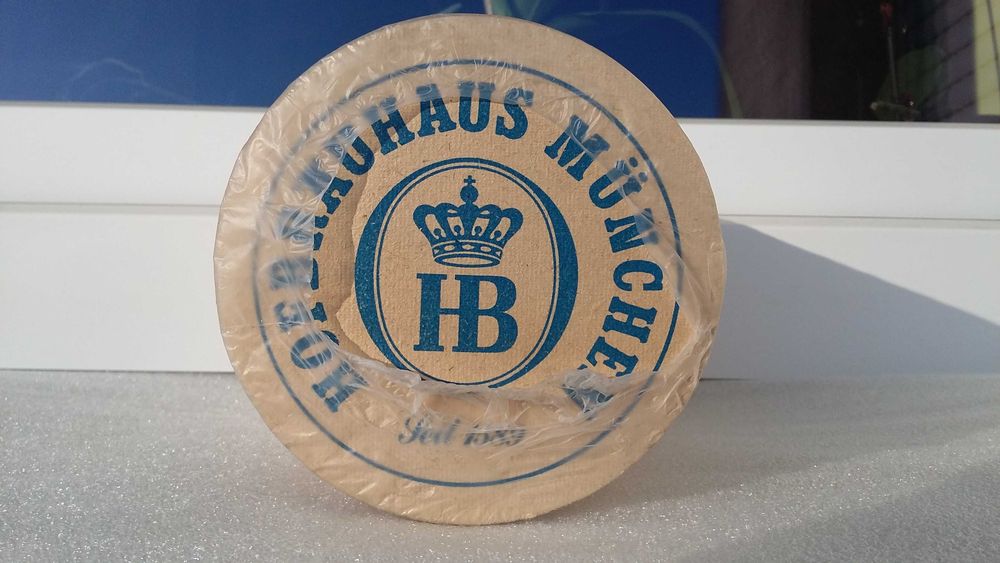 HOFBRÄUHAUS MÜNCHEN
HB
Seit 1589